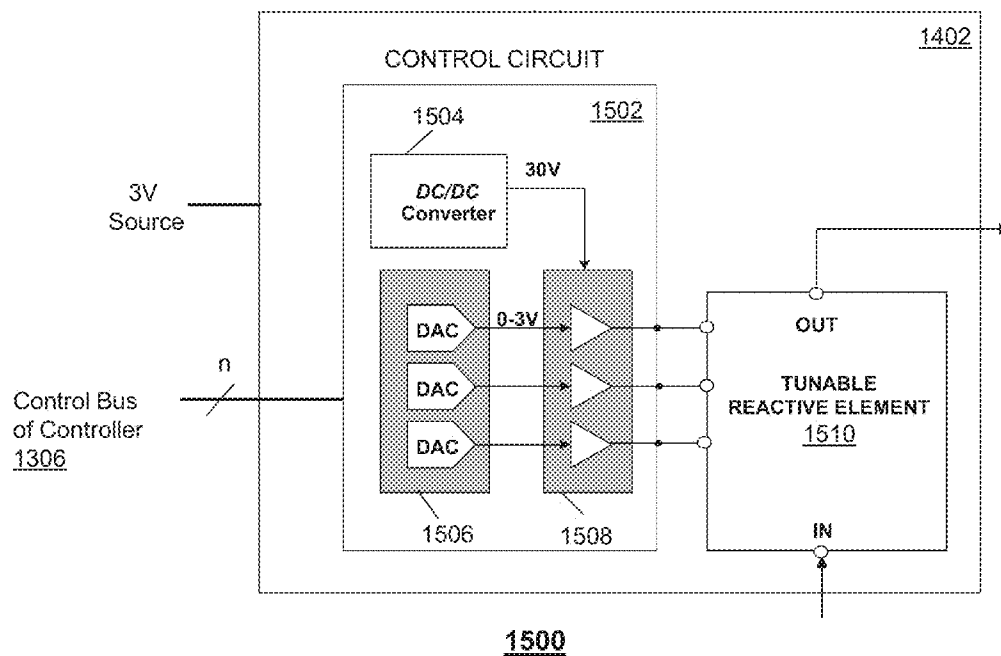 1402
CONTROL CIRCUIT
1504
1502
DC/DC
Converter
30V
3V
Source
DAC
0-3V
DAC
DAC
OUT
TUNABLE
REACTIVE ELEMENT
1510
IN
n
Control Bus
of Controller
1306
1506
1508
1500